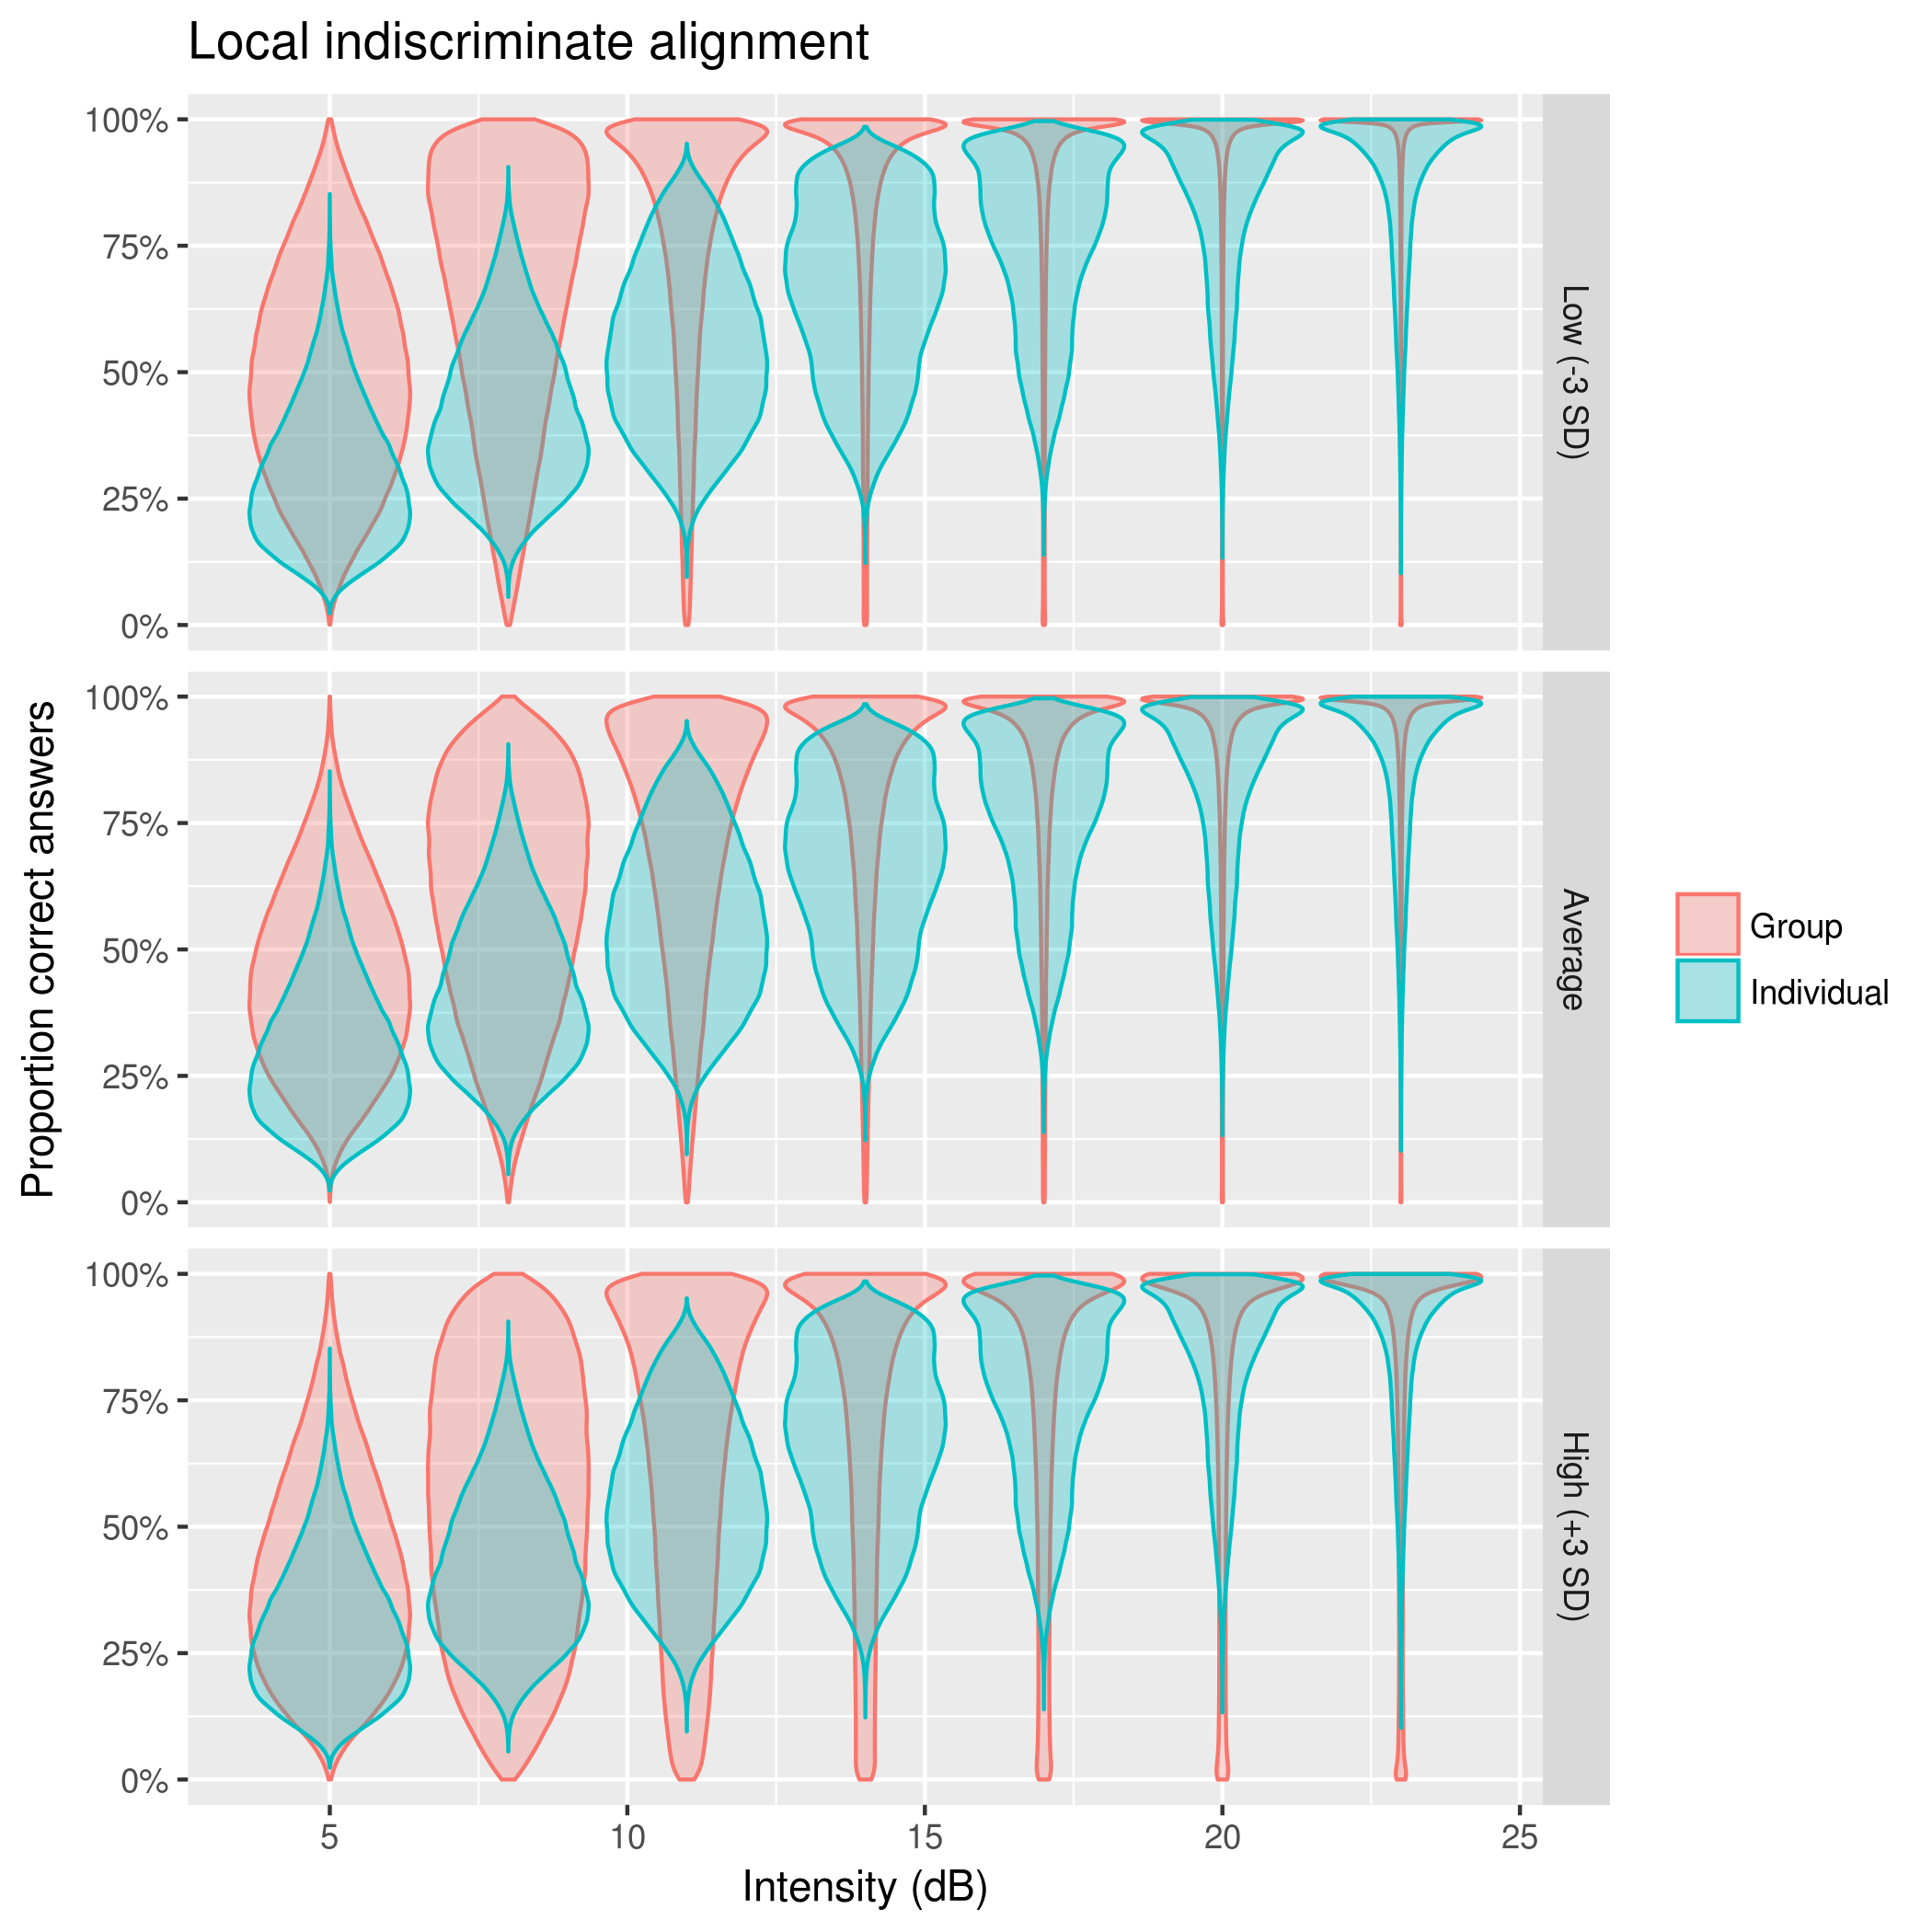 Local indiscriminate alignment
100%
75%
50%
25%
0%
Low (-3 SD)
100%
75%
50%
25%
0%
Average
100%
75%
50%
25%
0%
High (+3 SD)
5 10 15 20 25
Intensity (dB)
Proportion correct answers
Group
Individual